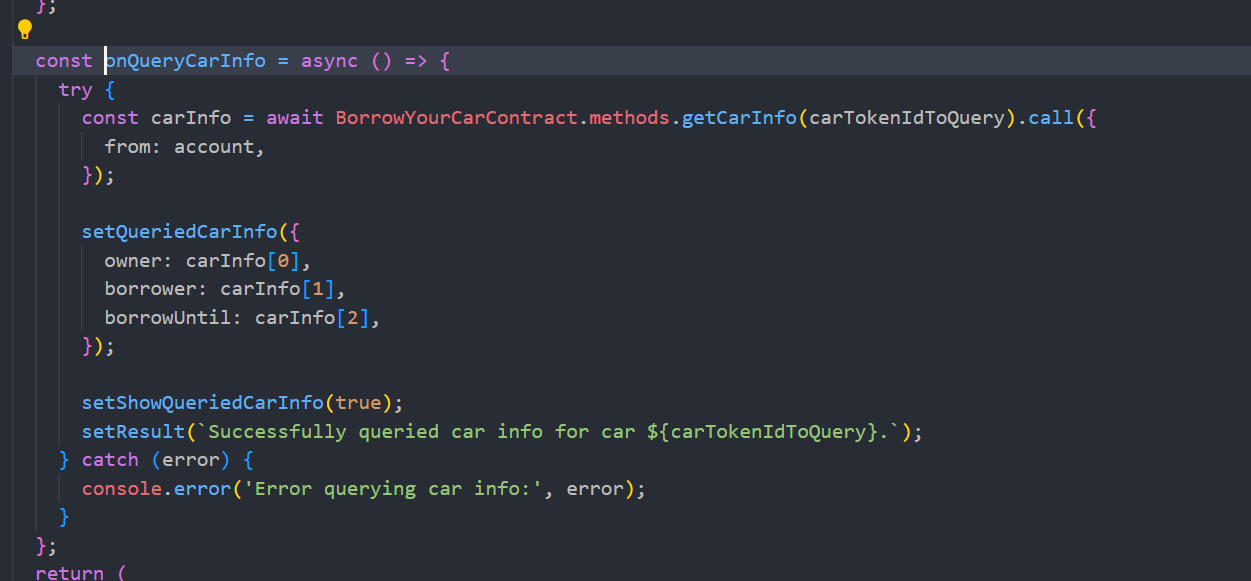 };
const onQueryCarInfo = async () => {
try {
const carInfo = await BorrowYourCarContract.methods.getCarInfo(carTokenIdToQuery).call({
from: account,
});
setQueriedCarInfo({
owner: carInfo[0],
borrower: carInfo[1],
borrowUntil: carInfo[2],
});
setShowQueriedCarInfo(true);
setResult(`Successfully queried car info for car ${carTokenIdToQuery}.`);
} catch (error) {
console.error('Error querying car info:', error);
}
};
return (